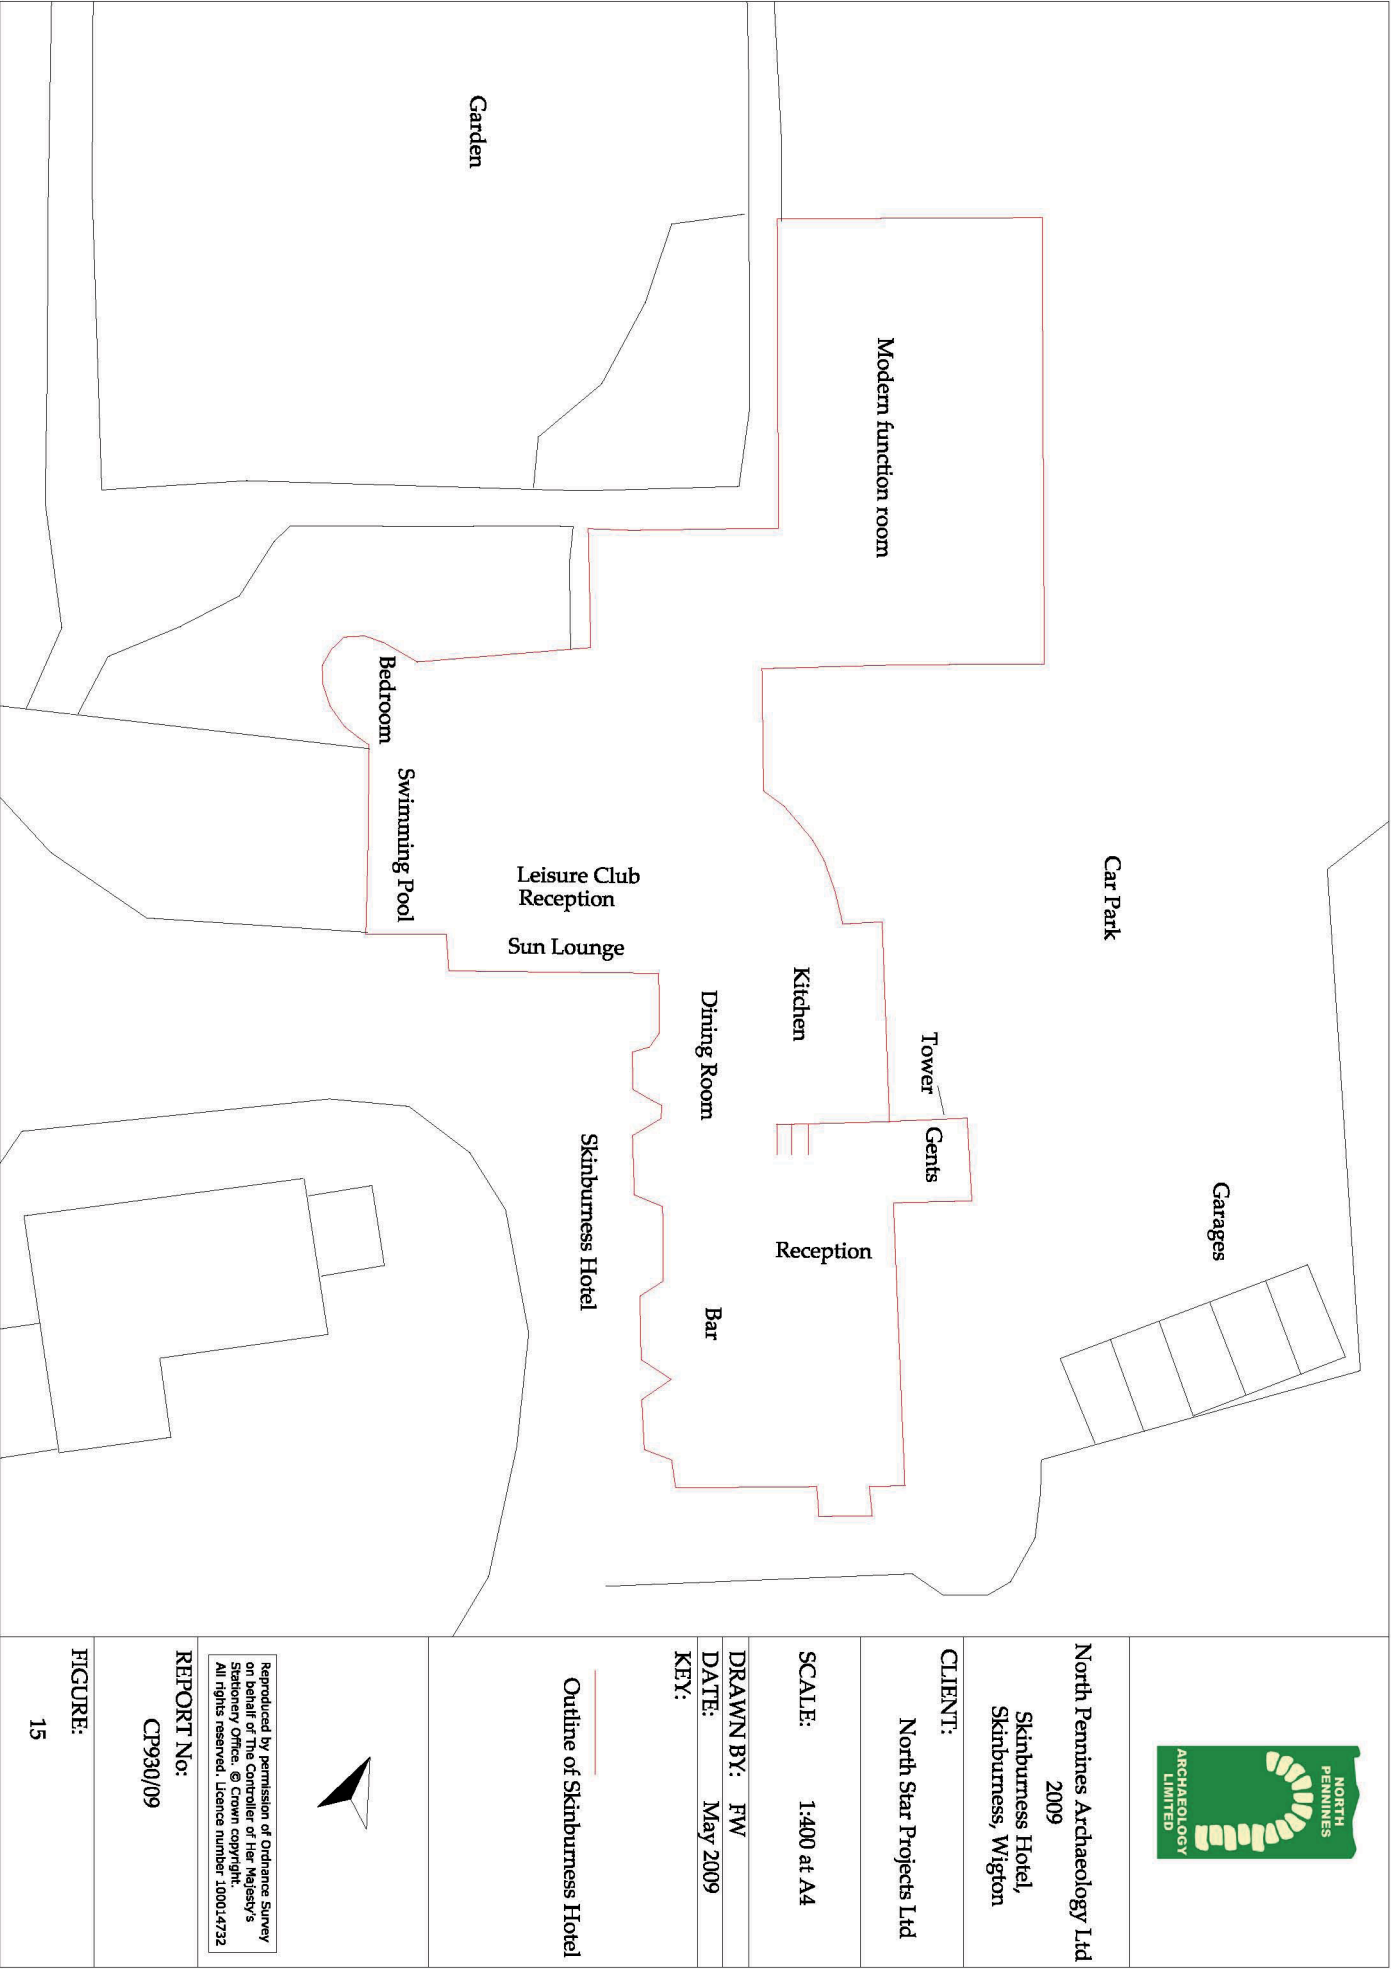 Garden
Modern function room
Car Park
Bedroom
Swimming Pool
Leisure Club
Reception
Sun Lounge
Kitchen
Dining Room
Tower
Gents
Garages
Skinburness Hotel
Reception
Bar
NORTH
PENNINES
ARCHAEOLOGY
LIMITED
North Pennines Archaeology Ltd
2009
Skinburness Hotel,
Skinburness, Wigton
CLIENT:
North Star Projects Ltd
SCALE: 1:400 at A4
DRAWN BY: FW
DATE: May 2009
KEY:
Outline of Skinburness Hotel
Reproduced by permission of Ordnance Survey
on behalf of The Controller of Her Majesty's
Stationery Office. © Crown copyright.
All rights reserved. Licence number 100014732
REPORT No:
CP930/09
FIGURE:
15